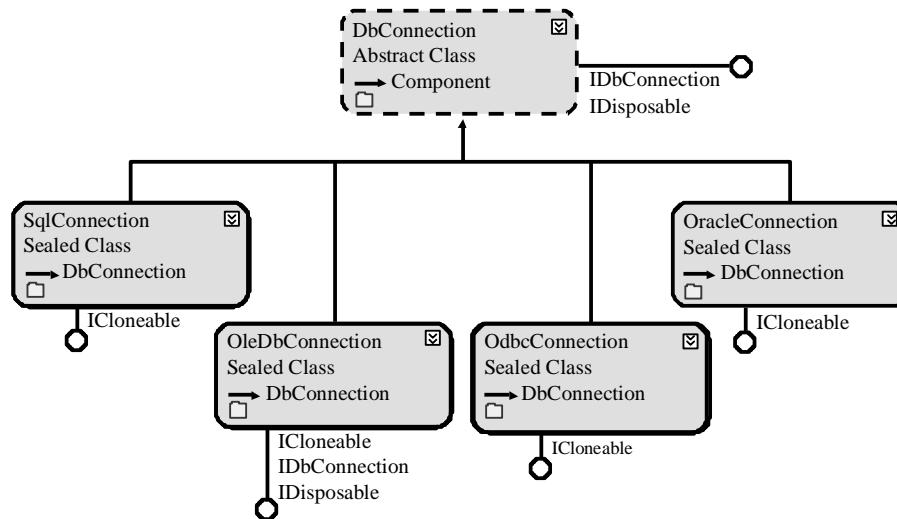 DbConnection
Abstract Class
Component
IDbConnection
IDisposable
SqlConnection
Sealed Class
DbConnection
ICloneable
OleDbConnection
Sealed Class
DbConnection
ICloneable
IDbConnection
IDisposable
OdbcConnection
Sealed Class
DbConnection
ICloneable
OracleConnection
Sealed Class
DbConnection
ICloneable